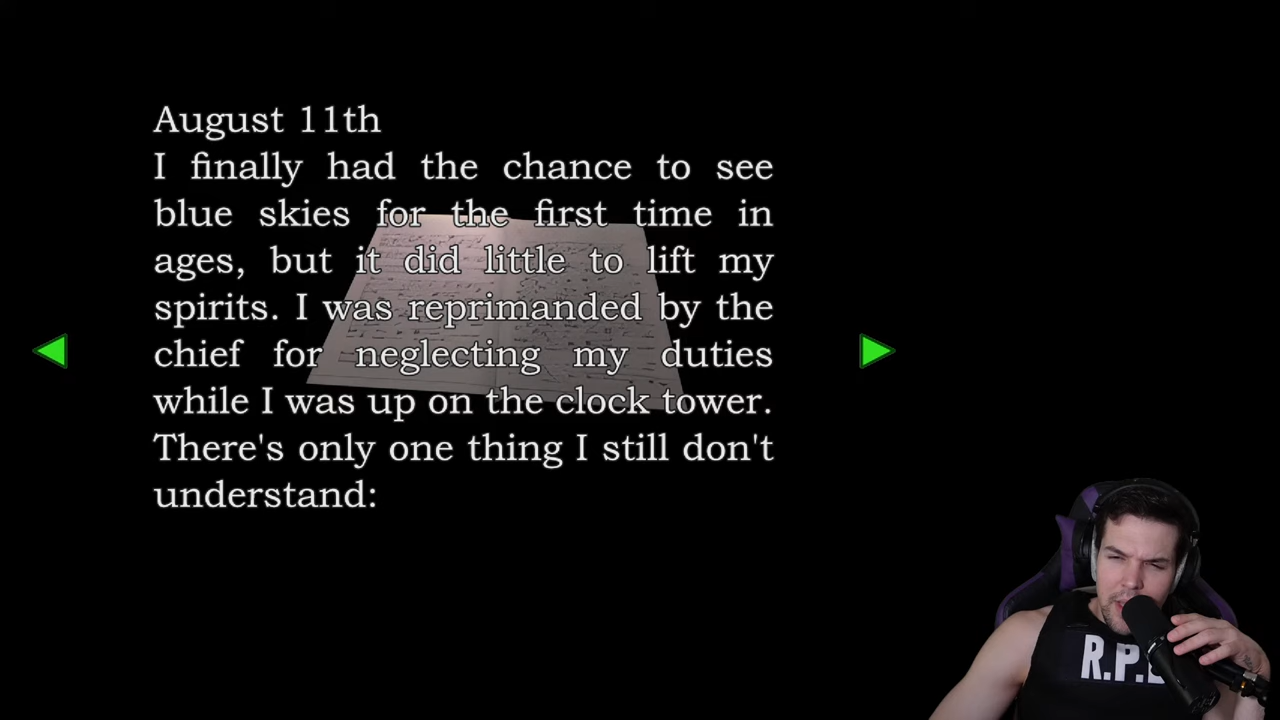 August 11th
I finally had the chance to see
blue skies for the first time in
ages, but it did little to lift my
spirits. I was reprimanded by the
chief for neglecting my duties
while I was up on the clock tower.
There's only one thing I still don't
understand:
R.P.